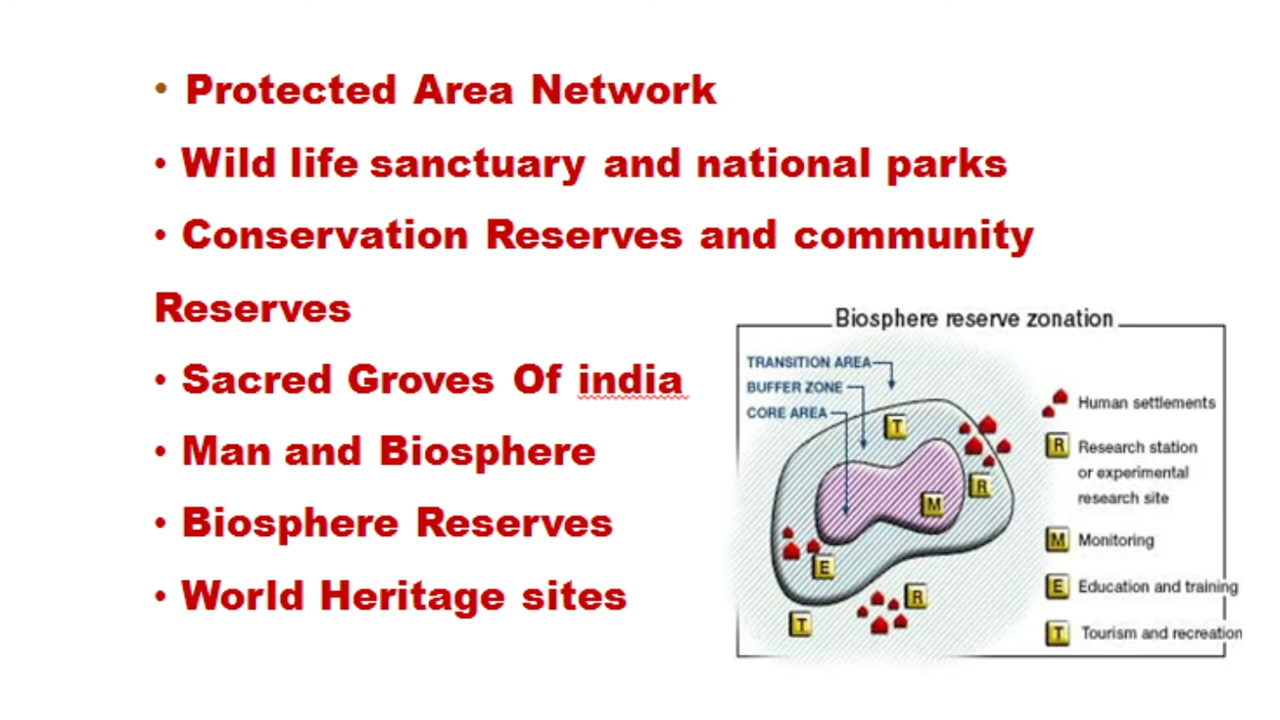 • Protected Area Network
• Wild life sanctuary and national parks
• Conservation Reserves and community
Reserves
• Sacred Groves Of india
• Man and Biosphere
• Biosphere Reserves
• World Heritage sites
Biosphere reserve zonation
TRANSITION AREA
BUFFER ZONE
CORE AREA
T
R
M
E
T
R
Human settlements
R Research station
or experimental
research site
M Monitoring
E Education and training
T Tourism and recreation